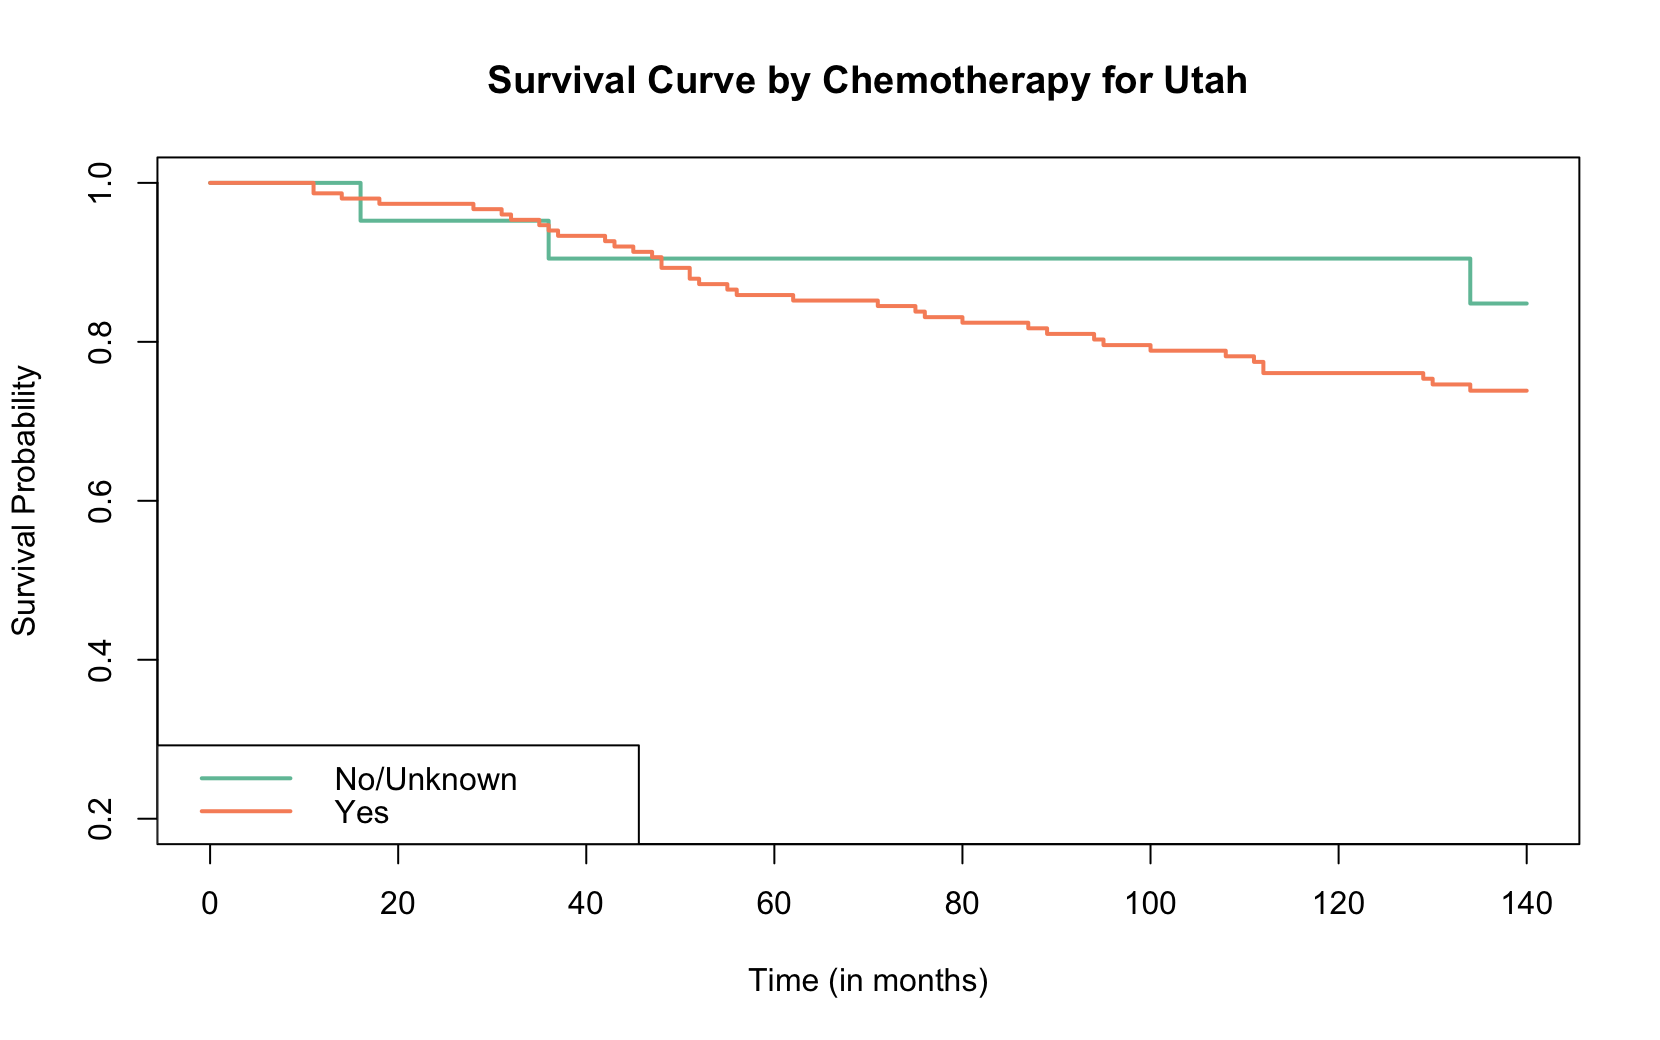 Survival Curve by Chemotherapy for Utah
Survival Probability
1.0
0.8
0.6
0.4
0.2
No/Unknown
Yes
0 20 40 60 80 100 120 140
Time (in months)